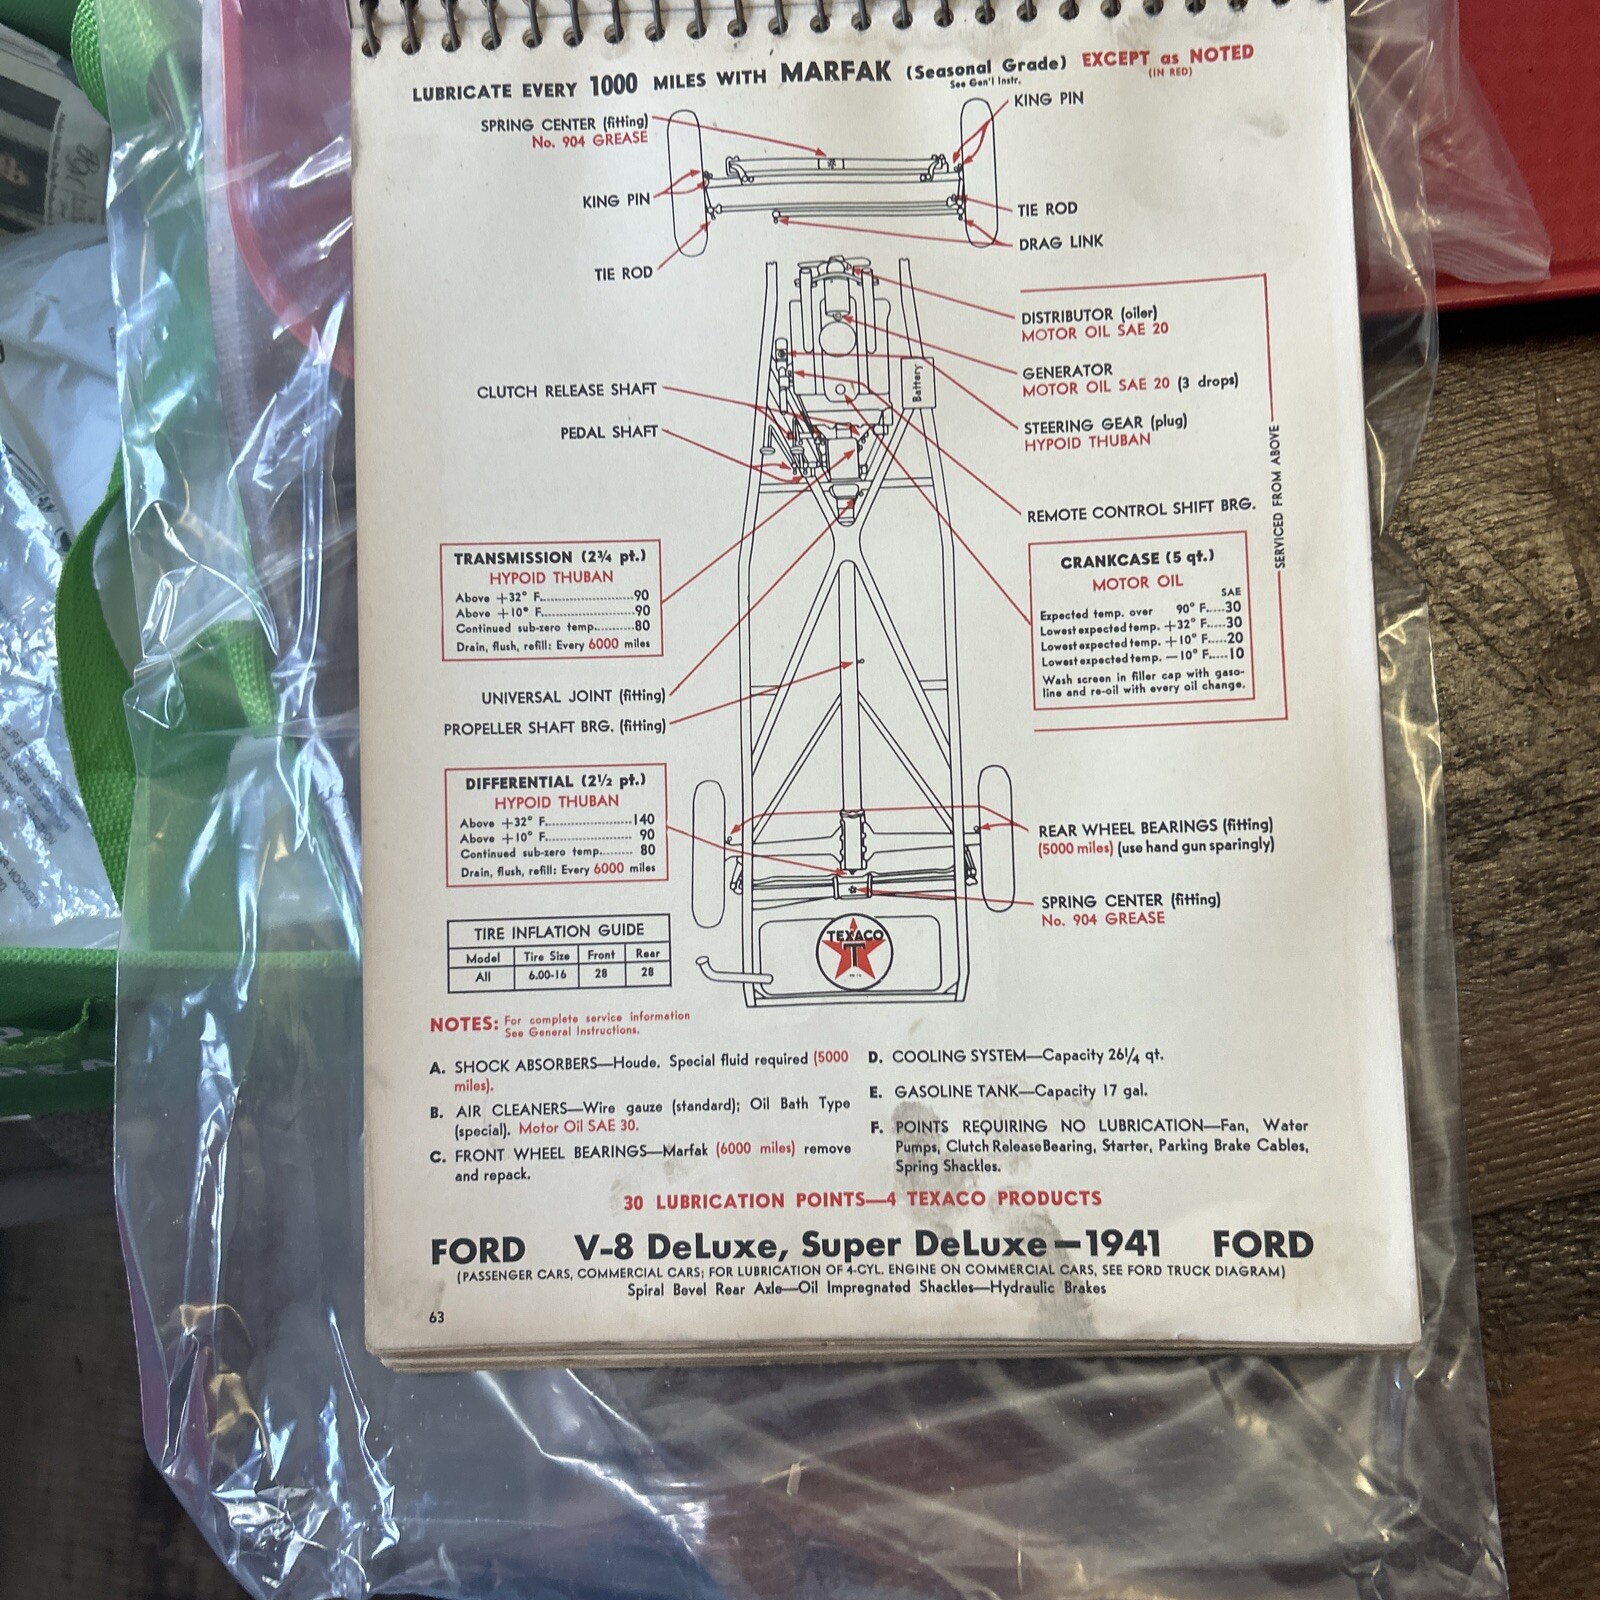 LUBRICATE EVERY 1000 MILES WITH MARFAK (Seasonal Grade) EXCEPT as NOTED
See Gen'l Instr.
(IN RED)
SPRING CENTER (fitting)
No. 904 GREASE
KING PIN
KING PIN
TIE ROD
DRAG LINK
TIE ROD
DISTRIBUTOR (oiler)
MOTOR OIL SAE 20
GENERATOR
MOTOR OIL SAE 20 (3 drops)
Battery
CLUTCH RELEASE SHAFT
PEDAL SHAFT
STEERING GEAR (plug)
HYPOID THUBAN
REMOTE CONTROL SHIFT BRG.
SERVICED FROM ABOVE
TRANSMISSION (2¾ pt.)
HYPOID THUBAN
Above +32° F..........................90
Above +10° F..........................90
Continued sub-zero temp...........80
Drain, flush, refill: Every 6000 miles
CRANKCASE (5 qt.)
MOTOR OIL
SAE
Expected temp. over 90° F.....30
Lowest expected temp. +32° F.....30
Lowest expected temp. +10° F.....20
Lowest expected temp. —10° F.....10
Wash screen in filler cap with gaso-
line and re-oil with every oil change.
UNIVERSAL JOINT (fitting)
PROPELLER SHAFT BRG. (fitting)
DIFFERENTIAL (2½ pt.)
HYPOID THUBAN
Above +32° F........................140
Above +10° F........................ 90
Continued sub-zero temp......... 80
Drain, flush, refill: Every 6000 miles
REAR WHEEL BEARINGS (fitting)
(5000 miles) (use hand gun sparingly)
SPRING CENTER (fitting)
No. 904 GREASE
TIRE INFLATION GUIDE
Model Tire Size Front Rear
All 6.00-16 28 28
TEXACO
T
NOTES: For complete service information
See General Instructions.
A. SHOCK ABSORBERS—Houde. Special fluid required (5000
miles).
B. AIR CLEANERS—Wire gauze (standard); Oil Bath Type
(special). Motor Oil SAE 30.
C. FRONT WHEEL BEARINGS—Marfak (6000 miles) remove
and repack.
D. COOLING SYSTEM—Capacity 26¼ qt.
E. GASOLINE TANK—Capacity 17 gal.
F. POINTS REQUIRING NO LUBRICATION—Fan, Water
Pumps, Clutch Release Bearing, Starter, Parking Brake Cables,
Spring Shackles.
30 LUBRICATION POINTS—4 TEXACO PRODUCTS
FORD V-8 DeLuxe, Super DeLuxe—1941 FORD
(PASSENGER CARS, COMMERCIAL CARS; FOR LUBRICATION OF 4-CYL. ENGINE ON COMMERCIAL CARS, SEE FORD TRUCK DIAGRAM)
Spiral Bevel Rear Axle—Oil Impregnated Shackles—Hydraulic Brakes
63